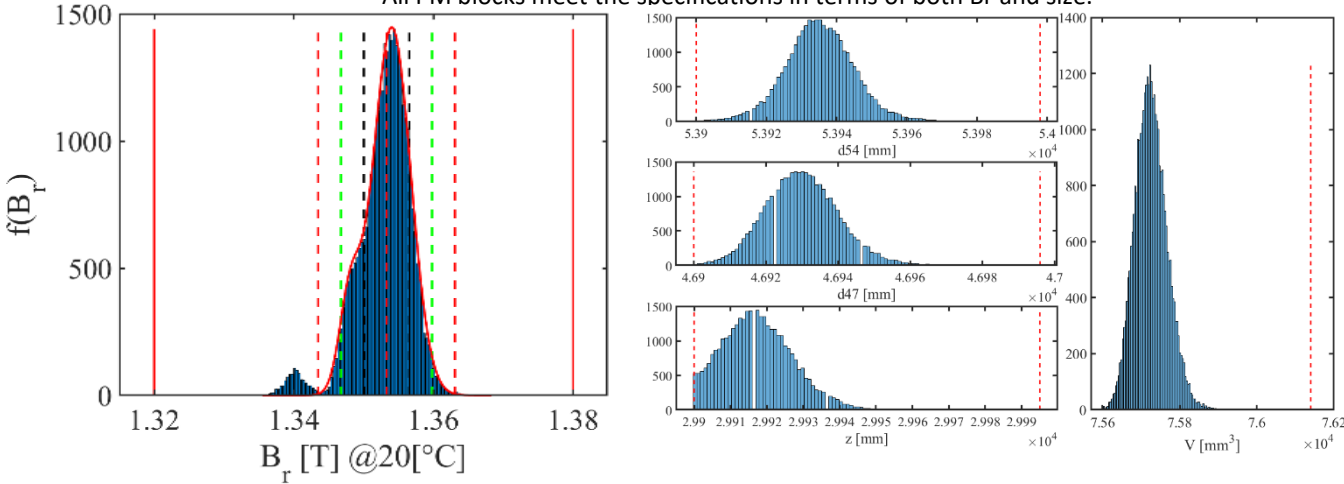 All PM blocks meet the specifications in terms of both Br and size.
1500
1000
500
0
f(B_r)
1.32 1.34 1.36 1.38
B_r [T] @20[°C]
1500
1000
500
0
5.39 5.392 5.394 5.396 5.398 5.4
d54 [mm] ×10^4
1500
1000
500
0
4.69 4.692 4.694 4.696 4.698 4.7
d47 [mm] ×10^4
1500
1000
500
0
2.99 2.991 2.992 2.993 2.994 2.995 2.996 2.997 2.998 2.999
z [mm] ×10^4
1400
1200
1000
800
600
400
200
0
7.56 7.58 7.6 7.62
V [mm³] ×10^4